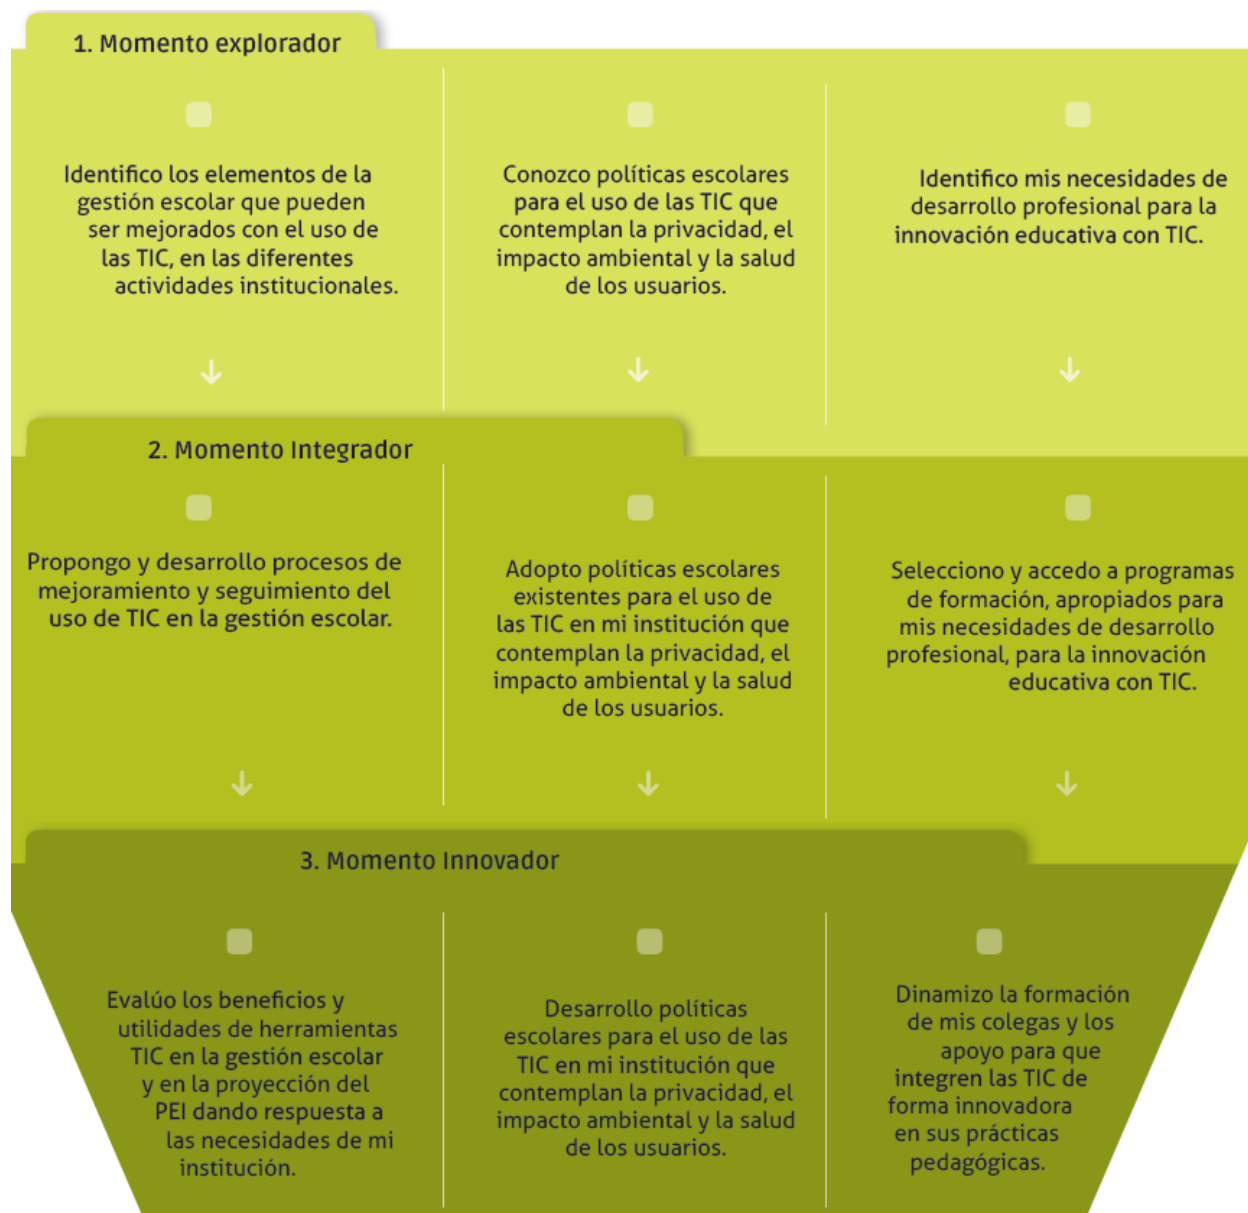 1. Momento explorador
Identifico los elementos de la
gestión escolar que pueden
ser mejorados con el uso de
las TIC, en las diferentes
actividades institucionales.
Conozco políticas escolares
para el uso de las TIC que
contemplan la privacidad, el
impacto ambiental y la salud
de los usuarios.
Identifico mis necesidades de
desarrollo profesional para la
innovación educativa con TIC.
2. Momento Integrador
Propongo y desarrollo procesos de
mejoramiento y seguimiento del
uso de TIC en la gestión escolar.
Adopto políticas escolares
existentes para el uso de
las TIC en mi institución que
contemplan la privacidad, el
impacto ambiental y la salud
de los usuarios.
Selecciono y accedo a programas
de formación, apropiados para
mis necesidades de desarrollo
profesional, para la innovación
educativa con TIC.
3. Momento Innovador
Evalúo los beneficios y
utilidades de herramientas
TIC en la gestión escolar
y en la proyección del
PEI dando respuesta a
las necesidades de mi
institución.
Desarrollo políticas
escolares para el uso de las
TIC en mi institución que
contemplan la privacidad, el
impacto ambiental y la salud
de los usuarios.
Dinamizo la formación
de mis colegas y los
apoyo para que
integren las TIC de
forma innovadora
en sus prácticas
pedagógicas.